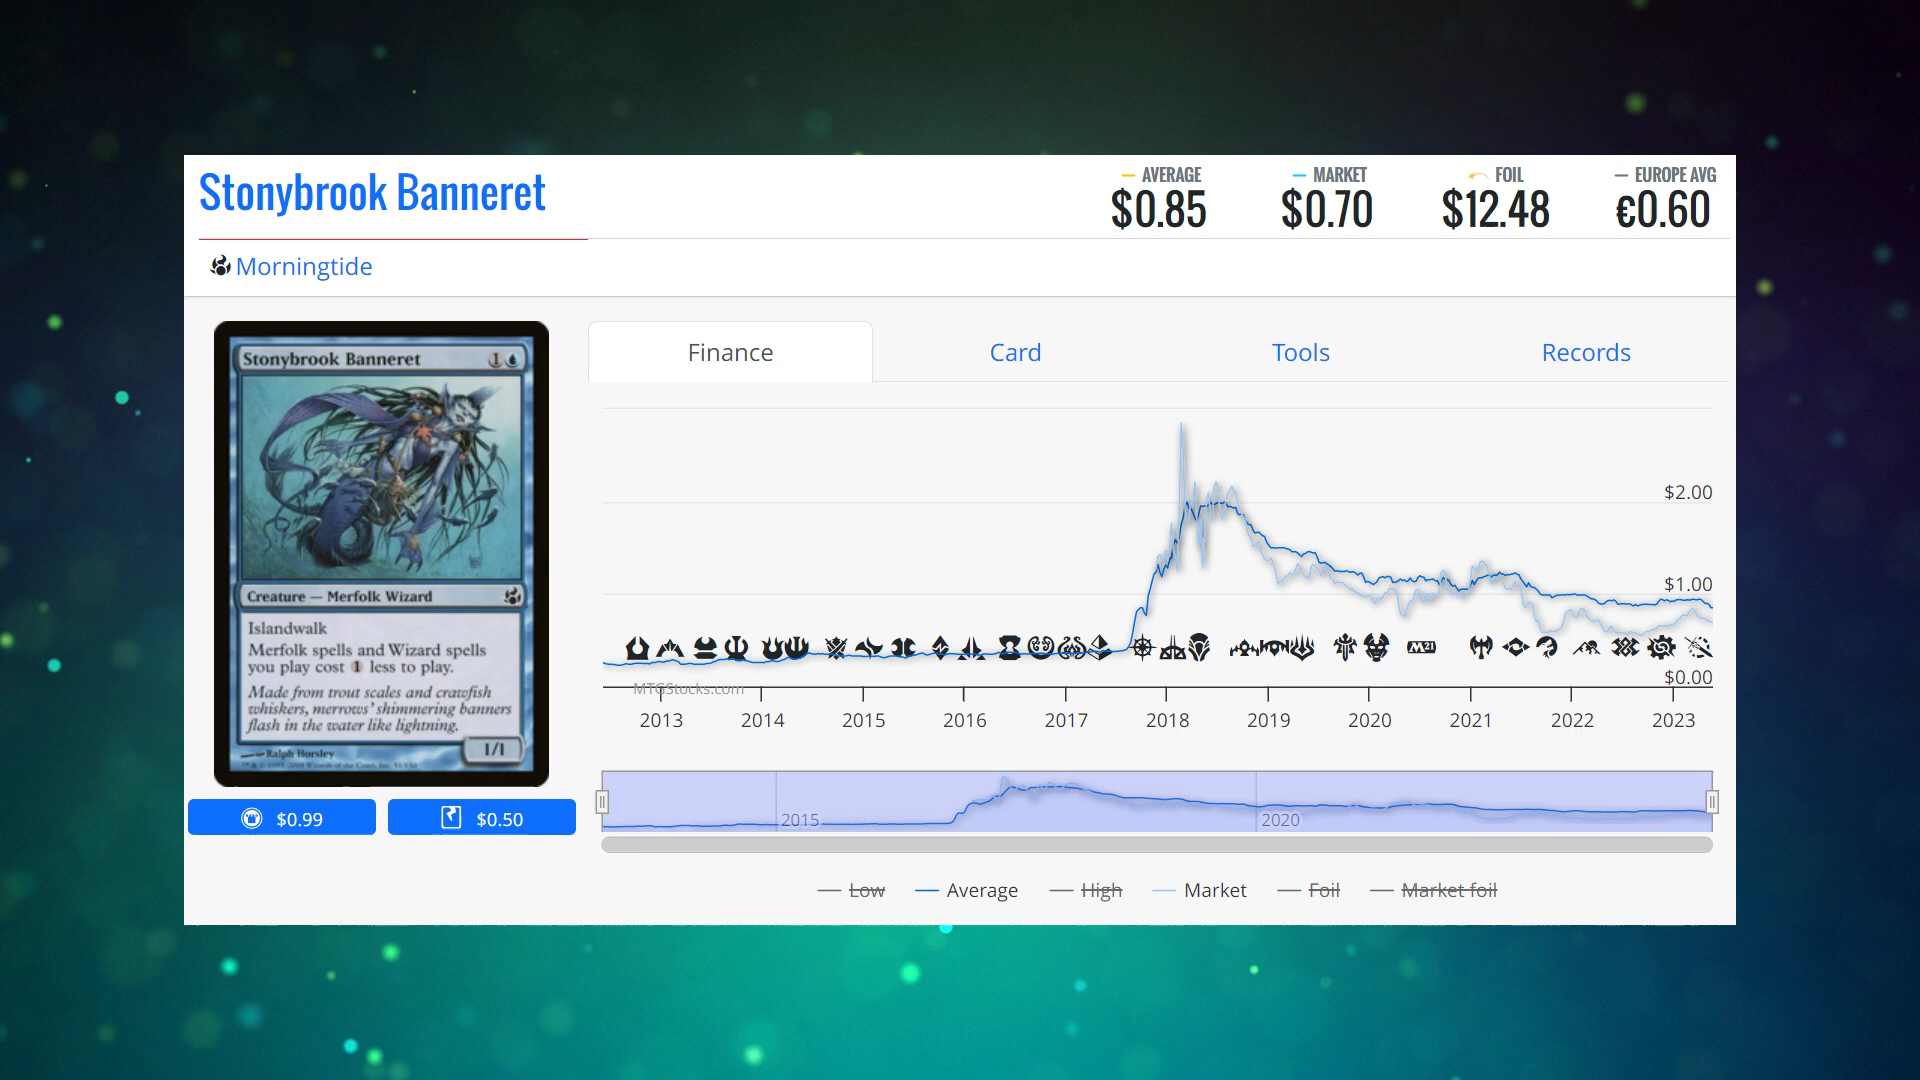 Stonybrook Banneret
AVERAGE
$0.85
MARKET
$0.70
FOIL
$12.48
EUROPE AVG
€0.60
Morningtide
Stonybrook Banneret 1
Creature — Merfolk Wizard
Islandwalk
Merfolk spells and Wizard spells
you play cost 1 less to play.
Made from trout scales and crawfish
whiskers, merrows' shimmering banners
flash in the water like lightning.
Ralph Horsley
1/1
$0.99
$0.50
Finance
Card
Tools
Records
$2.00
$1.00
$0.00
M21
MTGStocks.com
2013 2014 2015 2016 2017 2018 2019 2020 2021 2022 2023
2015 2020
Low Average High Market Foil Market foil